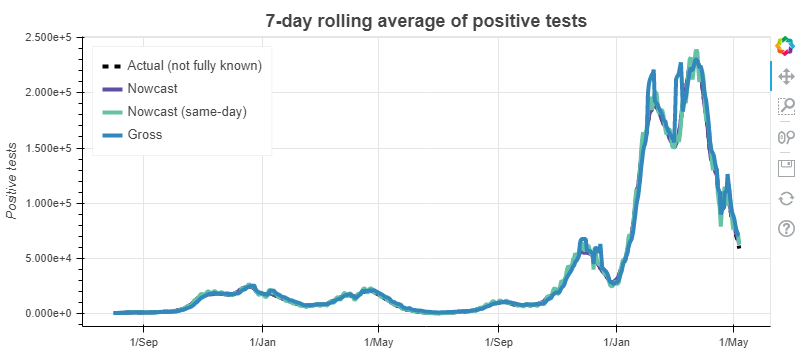 7-day rolling average of positive tests
2.500e+5
2.000e+5
1.500e+5
1.000e+5
5.000e+4
0.000e+0
Positive tests
Actual (not fully known)
Nowcast
Nowcast (same-day)
Gross
1/Sep
1/Jan
1/May
1/Sep
1/Jan
1/May